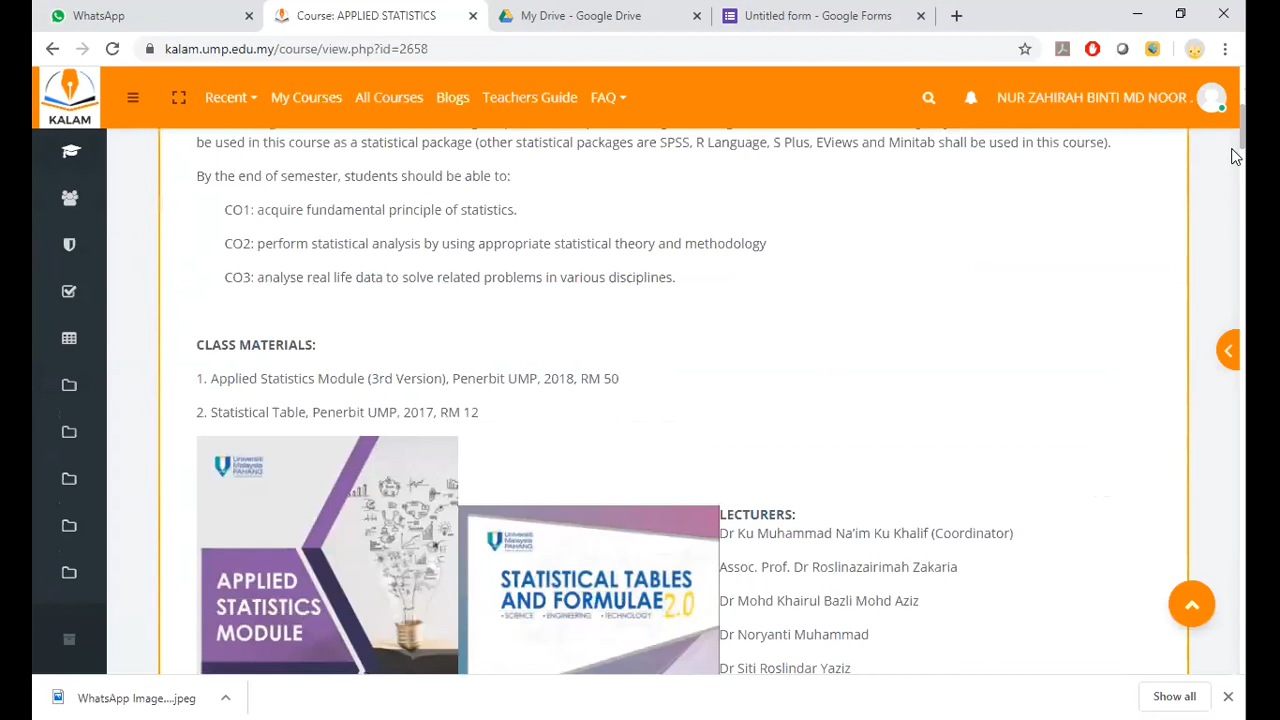 WhatsApp
Course: APPLIED STATISTICS
My Drive - Google Drive
Untitled form - Google Forms
kalam.ump.edu.my/course/view.php?id=2658
KALAM
Recent
My Courses
All Courses
Blogs
Teachers Guide
FAQ
NUR ZAHIRAH BINTI MD NOOR .
be used in this course as a statistical package (other statistical packages are SPSS, R Language, S Plus, EViews and Minitab shall be used in this course).
By the end of semester, students should be able to:
CO1: acquire fundamental principle of statistics.
CO2: perform statistical analysis by using appropriate statistical theory and methodology
CO3: analyse real life data to solve related problems in various disciplines.
CLASS MATERIALS:
1. Applied Statistics Module (3rd Version), Penerbit UMP, 2018, RM 50
2. Statistical Table, Penerbit UMP, 2017, RM 12
Universiti
Malaysia
PAHANG
APPLIED
STATISTICS
MODULE
Universiti
Malaysia
PAHANG
STATISTICAL TABLES
AND FORMULAE 2.0
• SCIENCE • ENGINEERING • TECHNOLOGY
LECTURERS:
Dr Ku Muhammad Na'im Ku Khalif (Coordinator)
Assoc. Prof. Dr Roslinazairimah Zakaria
Dr Mohd Khairul Bazli Mohd Aziz
Dr Noryanti Muhammad
Dr Siti Roslindar Yaziz
WhatsApp Image....jpeg
Show all